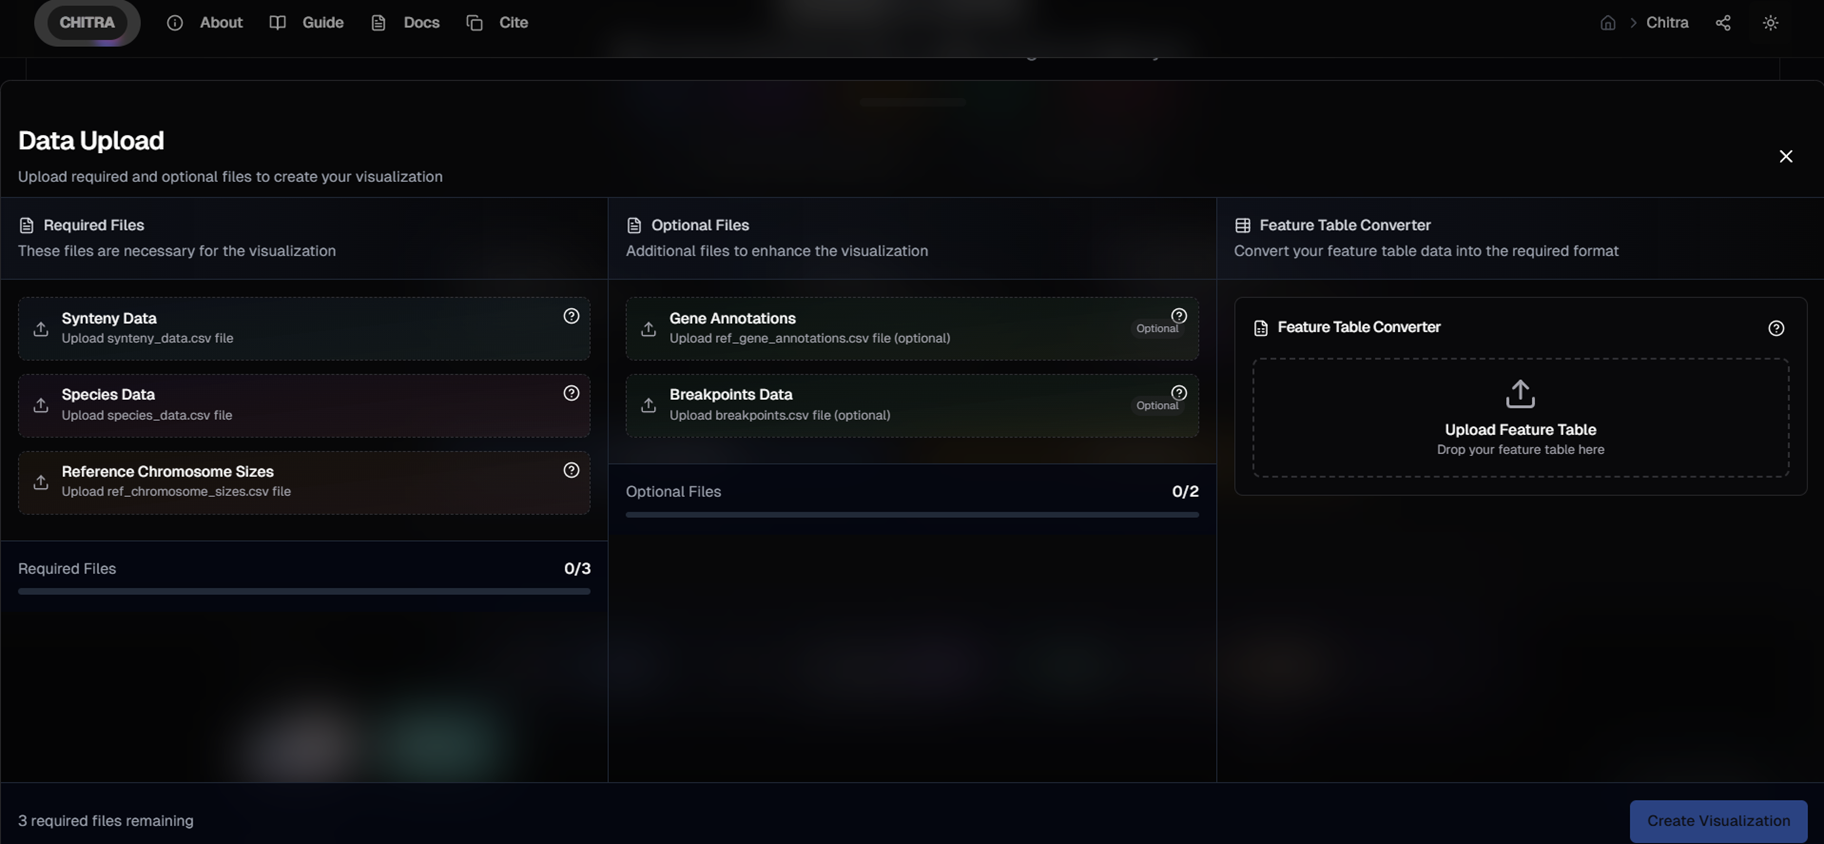 CHITRA
About
Guide
Docs
Cite
Chitra
Data Upload
Upload required and optional files to create your visualization
Required Files
These files are necessary for the visualization
Synteny Data
Upload synteny_data.csv file
Species Data
Upload species_data.csv file
Reference Chromosome Sizes
Upload ref_chromosome_sizes.csv file
Required Files
0/3
Optional Files
Additional files to enhance the visualization
Gene Annotations
Upload ref_gene_annotations.csv file (optional)
Optional
Breakpoints Data
Upload breakpoints.csv file (optional)
Optional
Optional Files
0/2
Feature Table Converter
Convert your feature table data into the required format
Feature Table Converter
Upload Feature Table
Drop your feature table here
3 required files remaining
Create Visualization